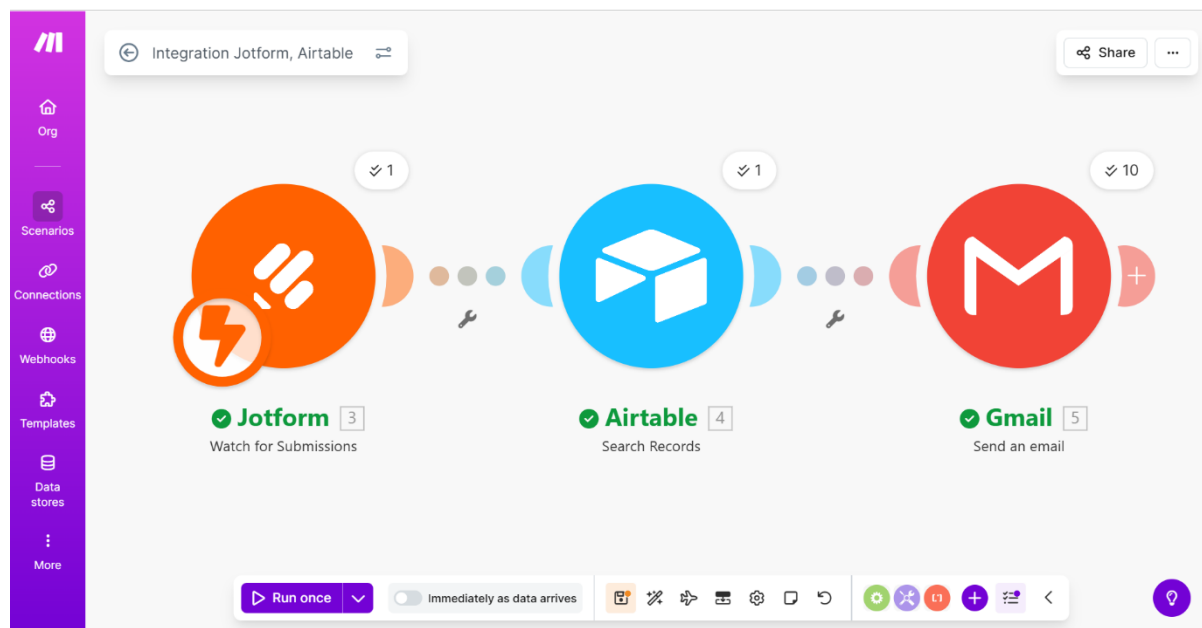 Integration Jotform, Airtable
Share
Org
Scenarios
Connections
Webhooks
Templates
Data
stores
More
1
1
10
Jotform 3
Watch for Submissions
Airtable 4
Search Records
Gmail 5
Send an email
Run once
Immediately as data arrives